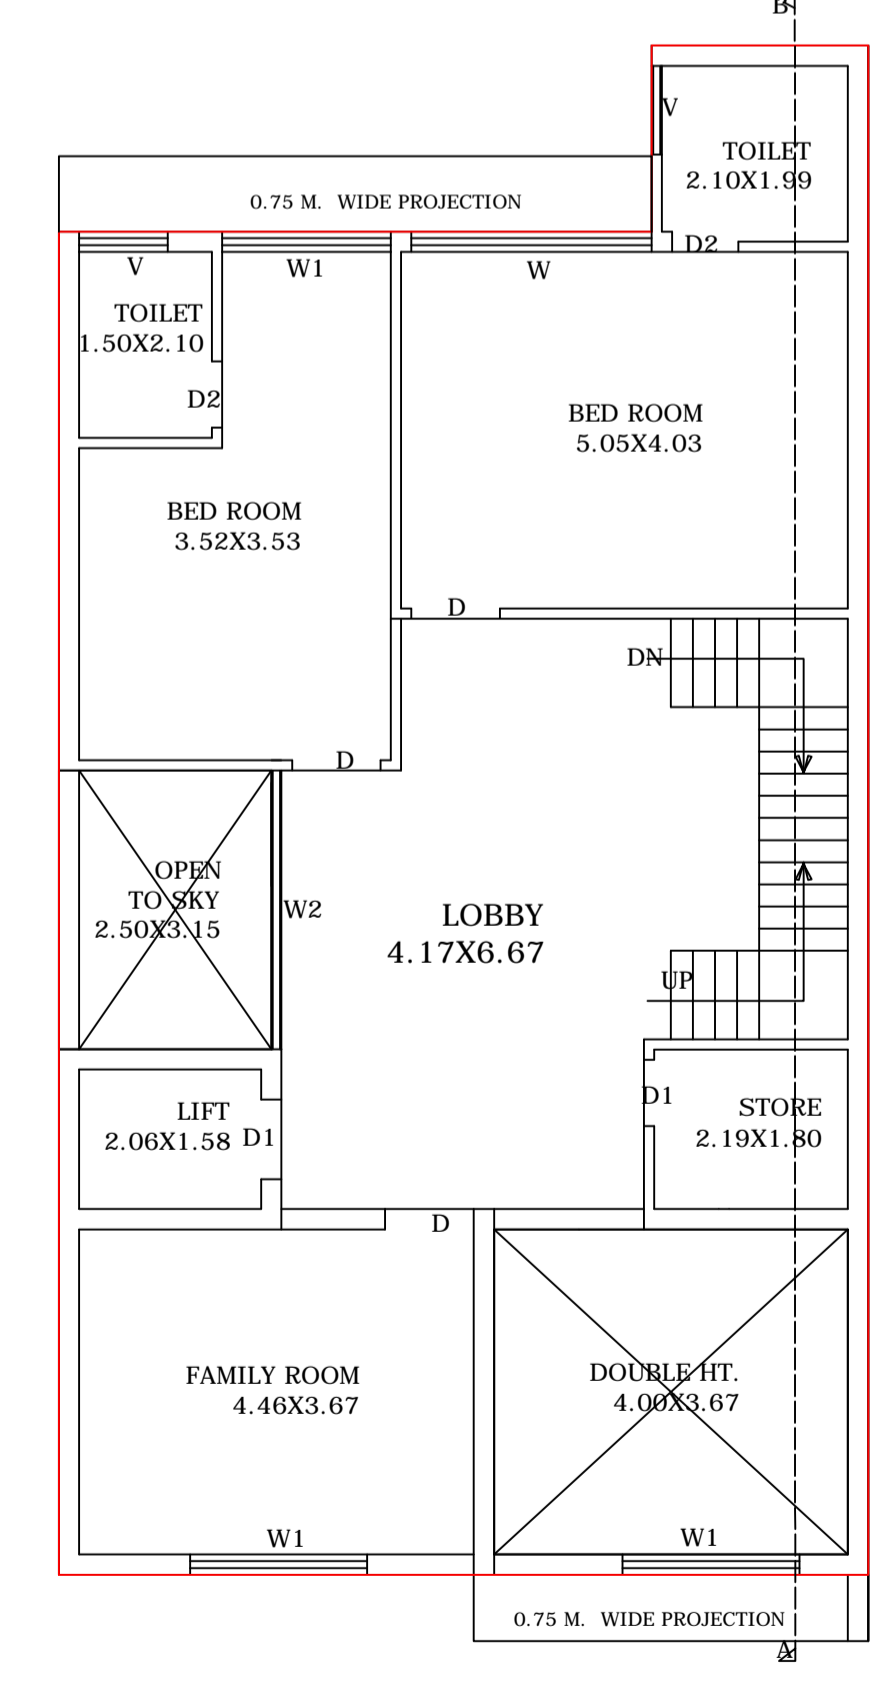 B
V
TOILET
2.10X1.99
0.75 M. WIDE PROJECTION
D2
V
W1
W
TOILET
1.50X2.10
D2
BED ROOM
5.05X4.03
BED ROOM
3.52X3.53
D
DN
D
OPEN
TO SKY
2.50X3.15
W2
LOBBY
4.17X6.67
UP
D1
STORE
2.19X1.80
LIFT
2.06X1.58
D1
D
FAMILY ROOM
4.46X3.67
DOUBLE HT.
4.00X3.67
W1
W1
0.75 M. WIDE PROJECTION
A